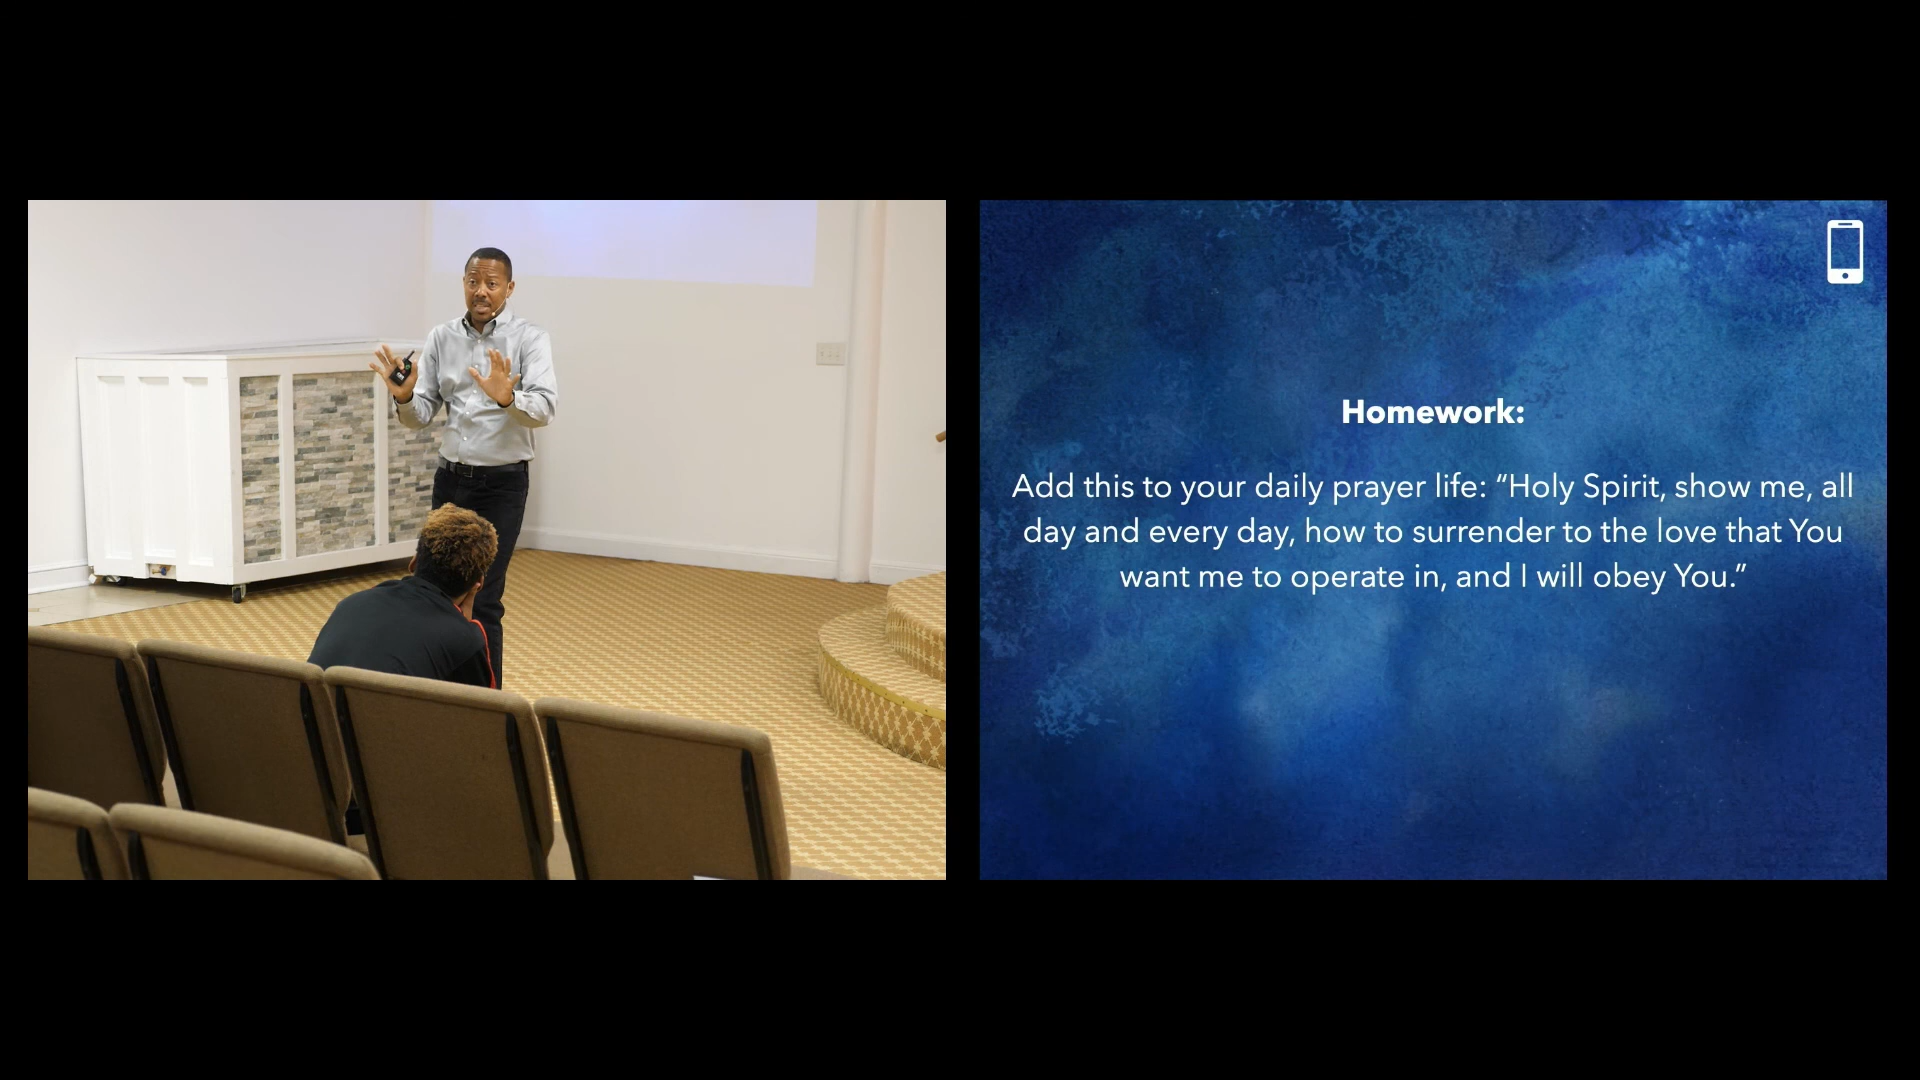 Homework:
Add this to your daily prayer life: “Holy Spirit, show me, all
day and every day, how to surrender to the love that You
want me to operate in, and I will obey You.”